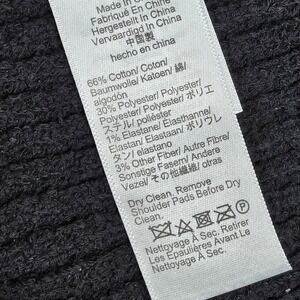 Made in China
Fabriqué En Chine
Hergestellt In China
Vervaardigd In China
中国製
hecho en china
66% Cotton/ Coton/
Baumwolle/ Katoen/ 綿/
algodón
30% Polyester/ Polyester/
Polyester/ Polyester/ ポリエ
ステル/ poliéster
1% Elastane/ Elasthanne/
Elasthan/ Elastaan/ ポリウレ
タン/ elastano
3% Other Fiber/ Autre Fibre/
Sonstige Fasern/ Andere
Vezel/ その他繊維/ otras
Dry Clean. Remove
Shoulder Pads Before Dry
Clean.
Nettoyage À Sec. Retirer
Les Épaulières Avant Le
Nettoyage À Sec.